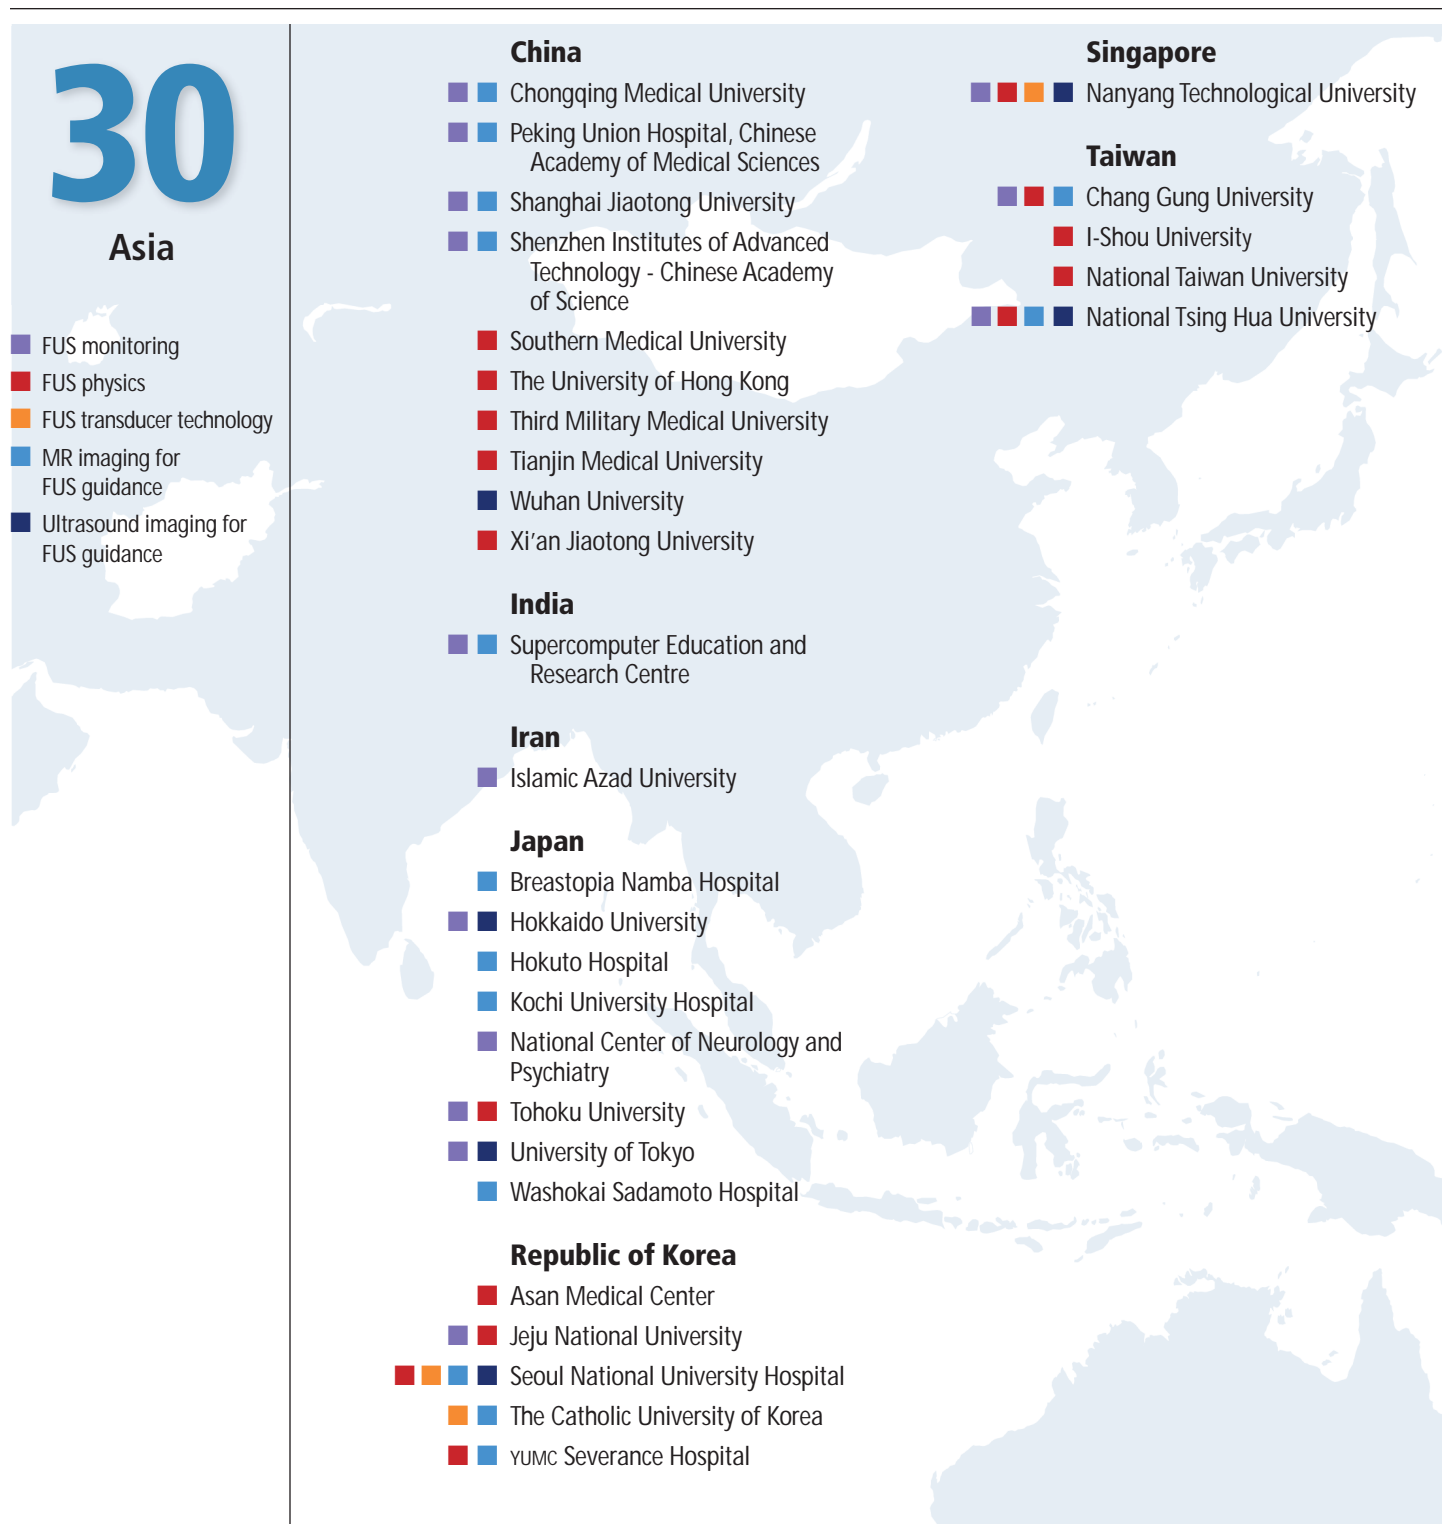 30
Asia
FUS monitoring
FUS physics
FUS transducer technology
MR imaging for
FUS guidance
Ultrasound imaging for
FUS guidance
China
Chongqing Medical University
Peking Union Hospital, Chinese
Academy of Medical Sciences
Shanghai Jiaotong University
Shenzhen Institutes of Advanced
Technology - Chinese Academy
of Science
Southern Medical University
The University of Hong Kong
Third Military Medical University
Tianjin Medical University
Wuhan University
Xi’an Jiaotong University
India
Supercomputer Education and
Research Centre
Iran
Islamic Azad University
Japan
Breastopia Namba Hospital
Hokkaido University
Hokuto Hospital
Kochi University Hospital
National Center of Neurology and
Psychiatry
Tohoku University
University of Tokyo
Washokai Sadamoto Hospital
Republic of Korea
Asan Medical Center
Jeju National University
Seoul National University Hospital
The Catholic University of Korea
YUMC Severance Hospital
Singapore
Nanyang Technological University
Taiwan
Chang Gung University
I-Shou University
National Taiwan University
National Tsing Hua University